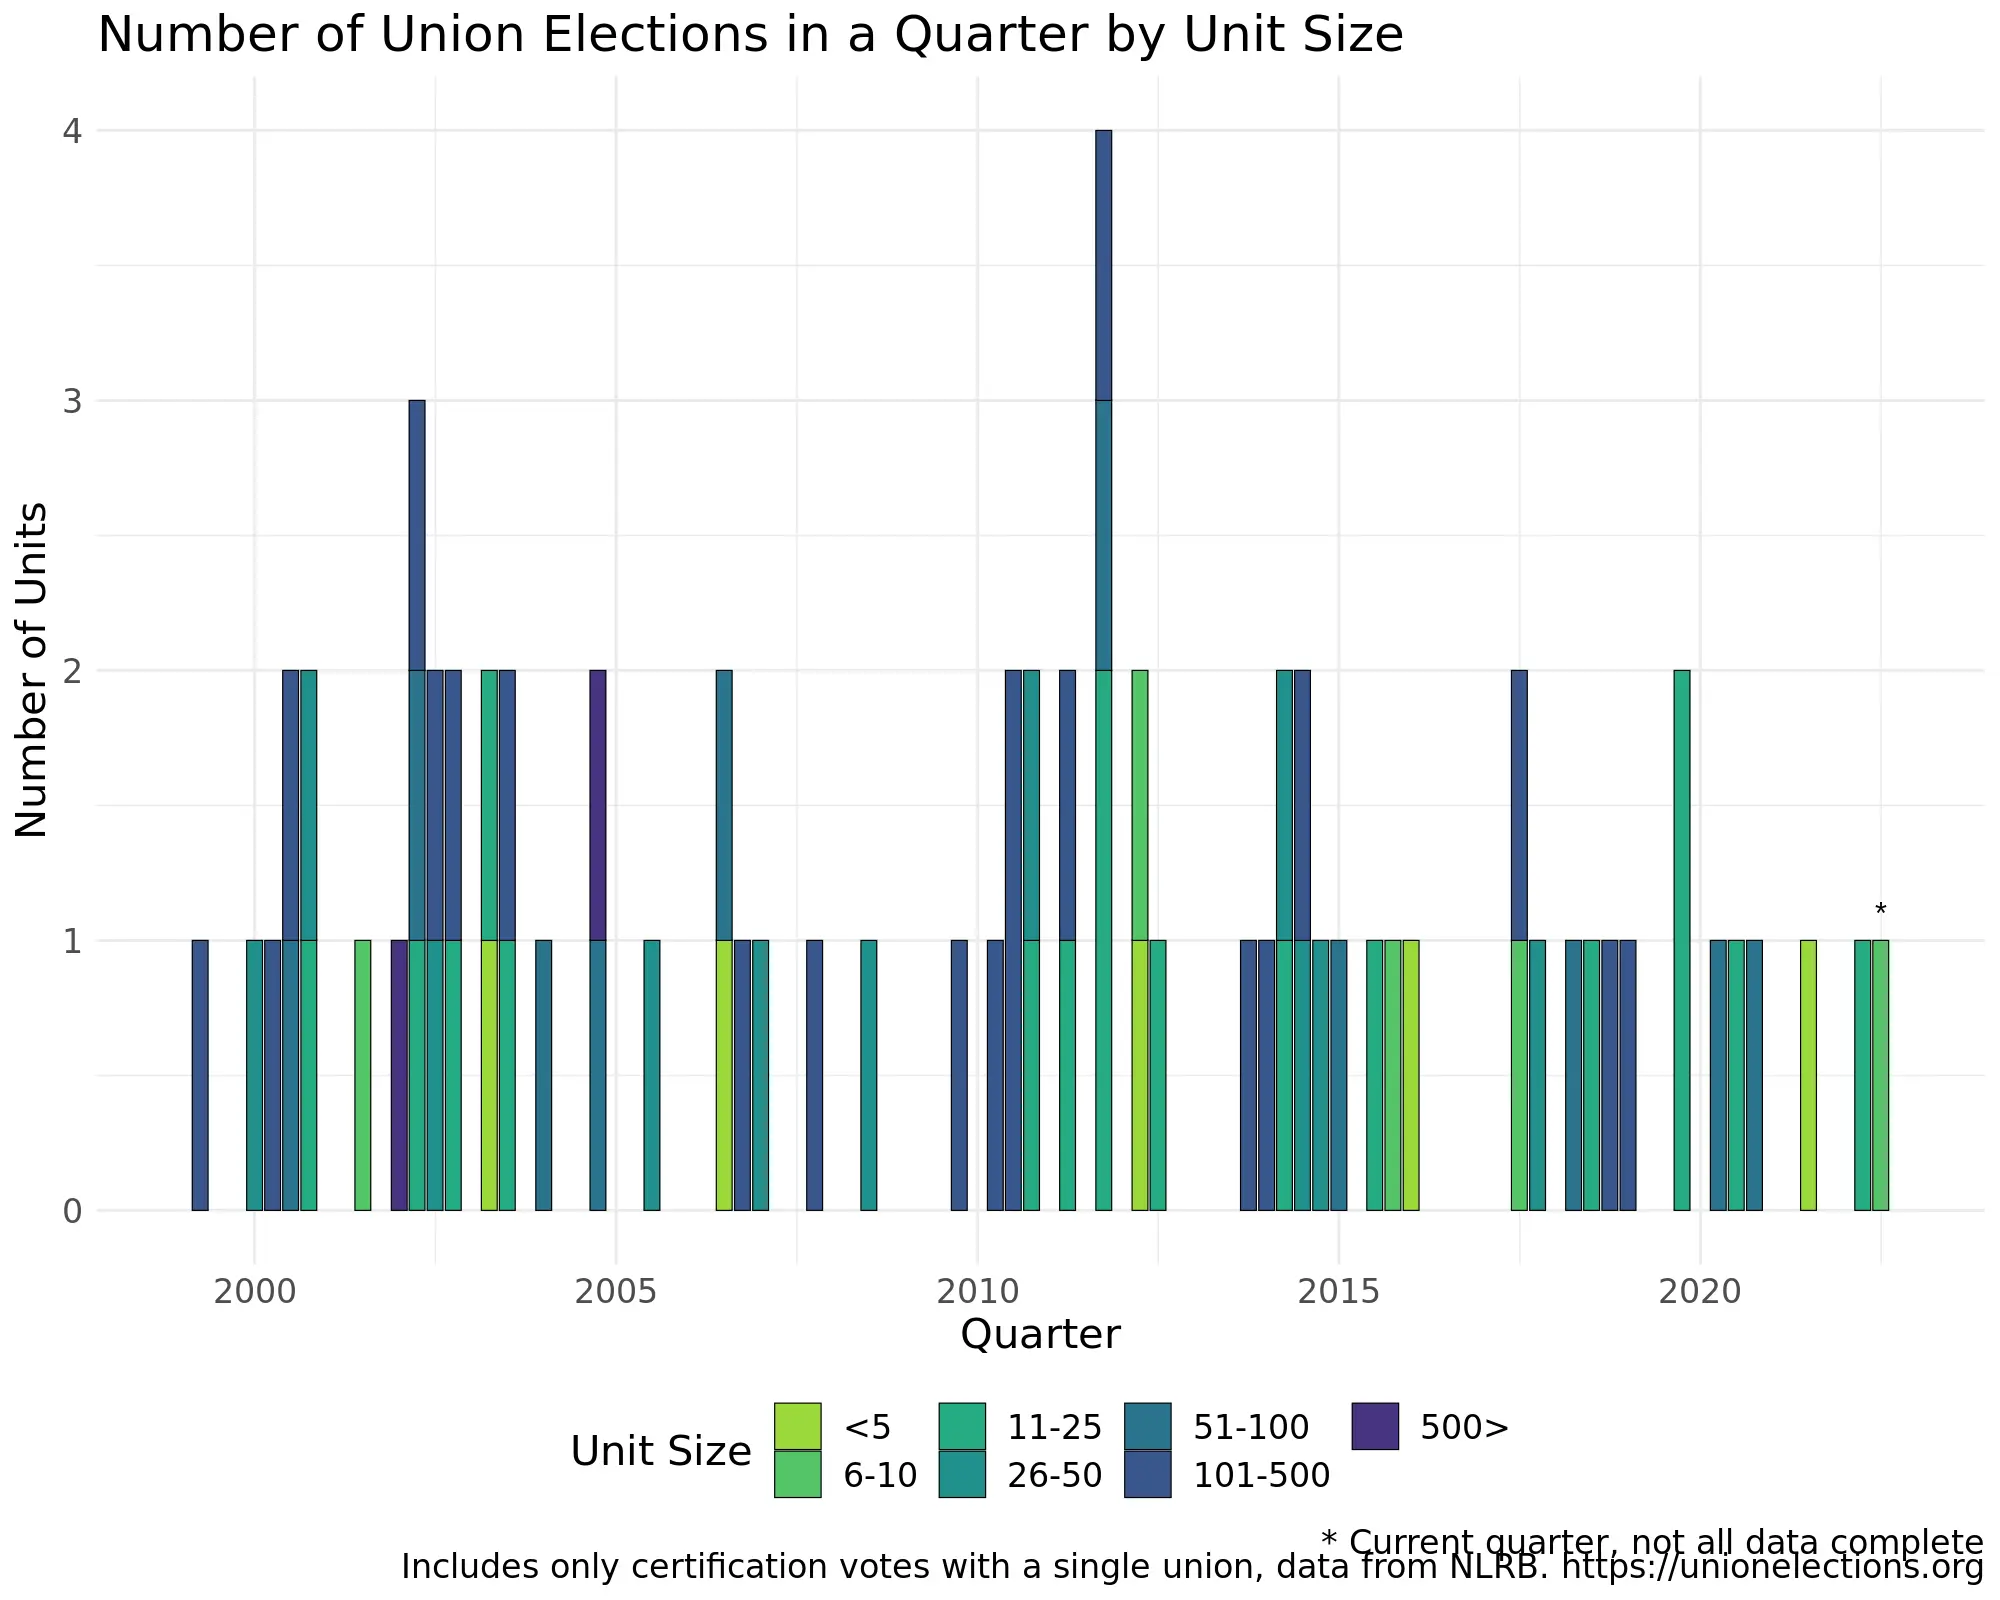 Number of Union Elections in a Quarter by Unit Size
Number of Units
4
3
2
1
0
*
2000 2005 2010 2015 2020
Quarter
Unit Size
<5 11-25 51-100 500>
6-10 26-50 101-500
* Current quarter, not all data complete
Includes only certification votes with a single union, data from NLRB. https://unionelections.org